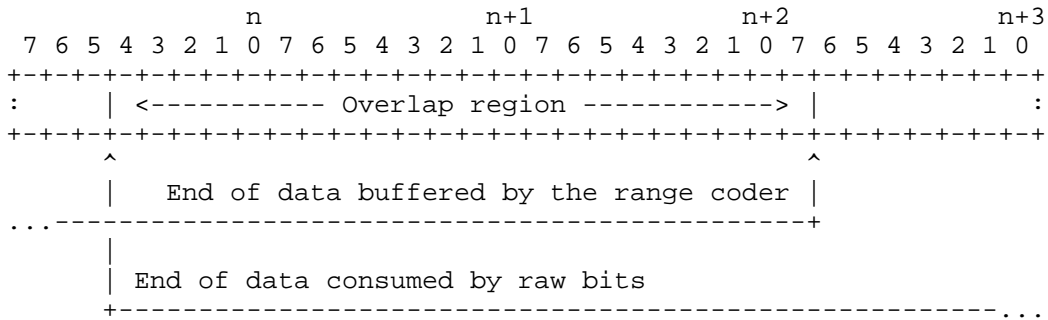 n              n+1             n+2             n+3
 7 6 5 4 3 2 1 0 7 6 5 4 3 2 1 0 7 6 5 4 3 2 1 0 7 6 5 4 3 2 1 0
+-+-+-+-+-+-+-+-+-+-+-+-+-+-+-+-+-+-+-+-+-+-+-+-+-+-+-+-+-+-+-+-+
:     | <----------- Overlap region ------------> |             :
+-+-+-+-+-+-+-+-+-+-+-+-+-+-+-+-+-+-+-+-+-+-+-+-+-+-+-+-+-+-+-+-+
      ^                                           ^
      |   End of data buffered by the range coder |
...-----------------------------------------------+
      |
      | End of data consumed by raw bits
      +-------------------------------------------------------...